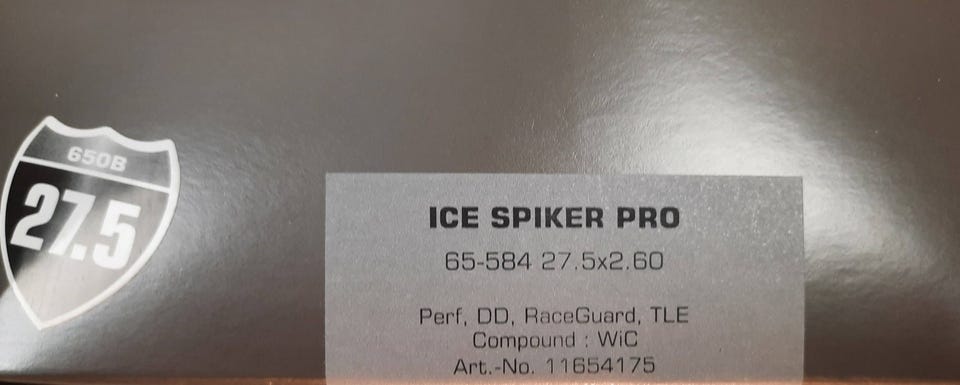 650B
27.5
ICE SPIKER PRO
65-584 27.5x2.60
Perf, DD, RaceGuard, TLE
Compound : WiC
Art.-No. 11654175